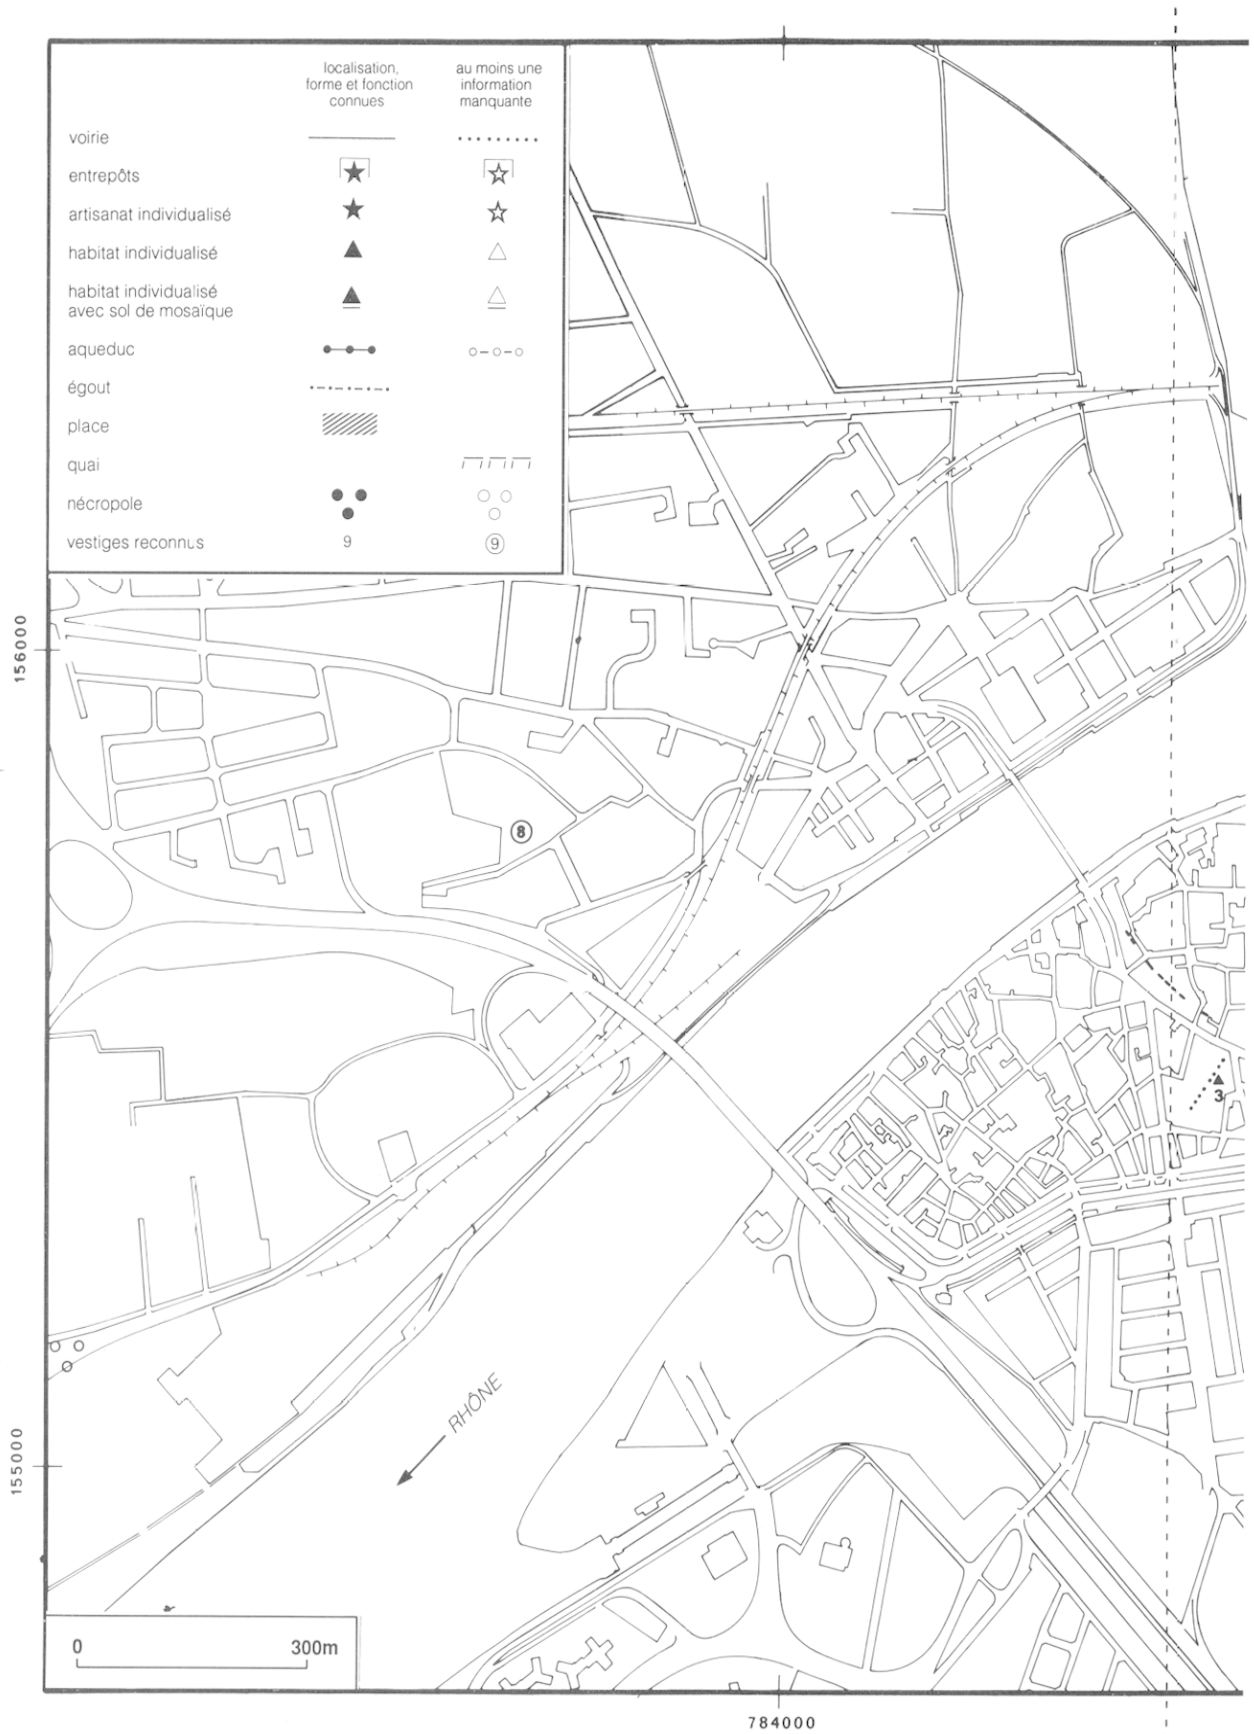 localisation,
forme et fonction
connues
au moins une
information
manquante
voirie
entrepôts
artisanat individualisé
habitat individualisé
habitat individualisé
avec sol de mosaïque
aqueduc
égout
place
quai
nécropole
vestiges reconnus 9 9
156000
8
3
RHÔNE
155000
0 300m
784000